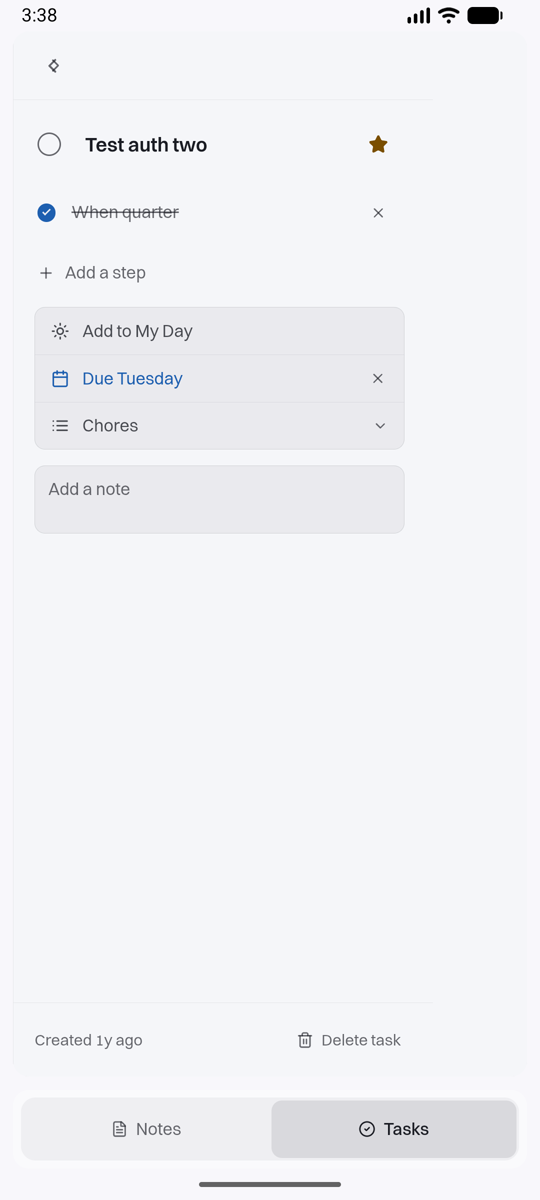 3:38
Test auth two
When quarter
Add a step
Add to My Day
Due Tuesday
Chores
Add a note
Created 1y ago
Delete task
Notes
Tasks